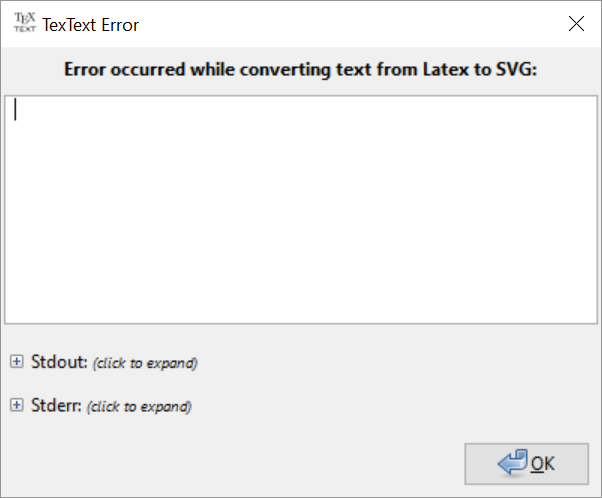 TEX
TEXT
TexText Error
Error occurred while converting text from Latex to SVG:
Stdout: (click to expand)
Stderr: (click to expand)
OK